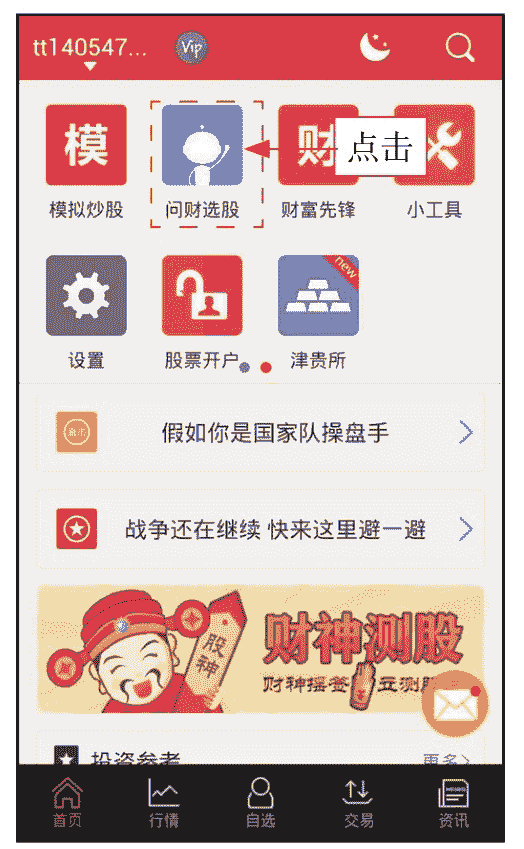 tt140547...
Vip
模
财
点击
模拟炒股
问财选股
财富先锋
小工具
new
设置
股票开户
津贵所
假如你是国家队操盘手
战争还在继续 快来这里避一避
股神
财神测股
财神摇签
投资参考
更多>
首页
行情
自选
交易
资讯